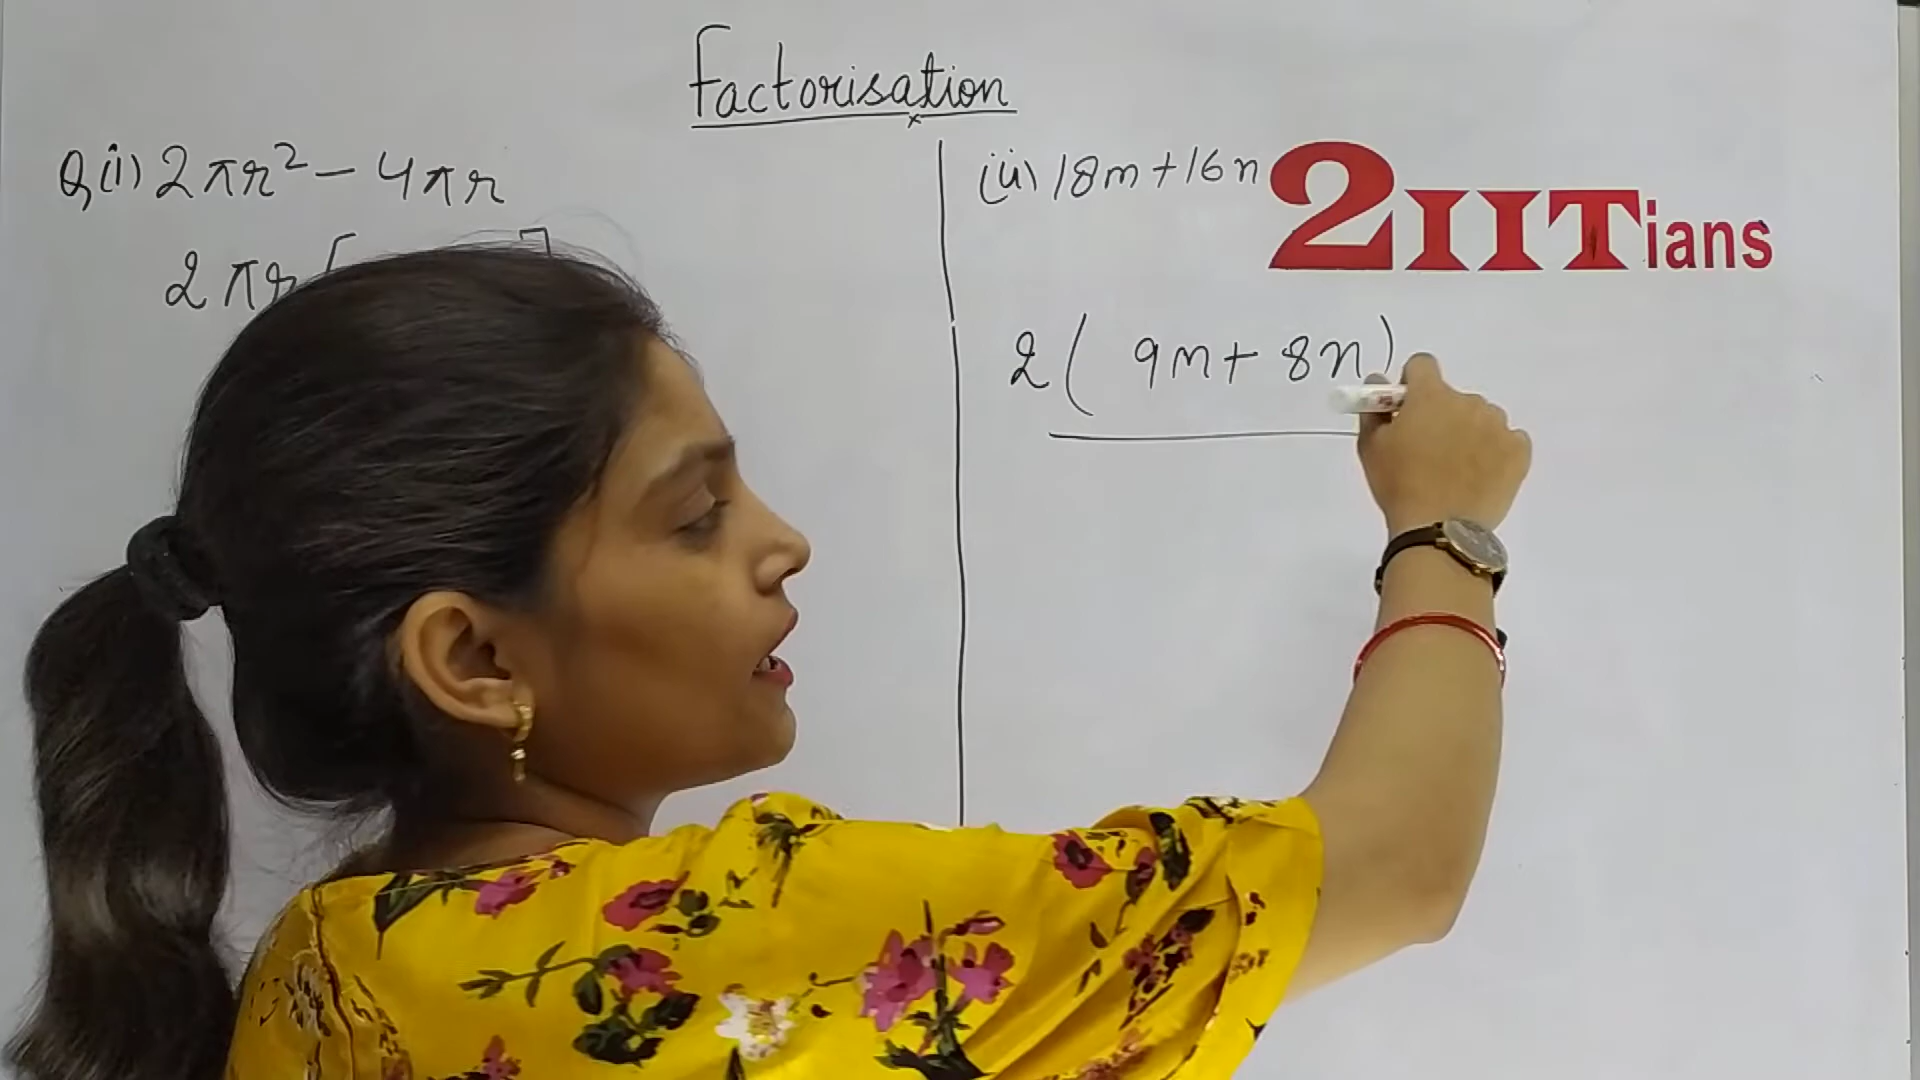 Factorisation
Q(i) 2πr² - 4πr
2πr [ ]
(ii) 18m + 16n
2 ( 9m + 8n )
2IITians